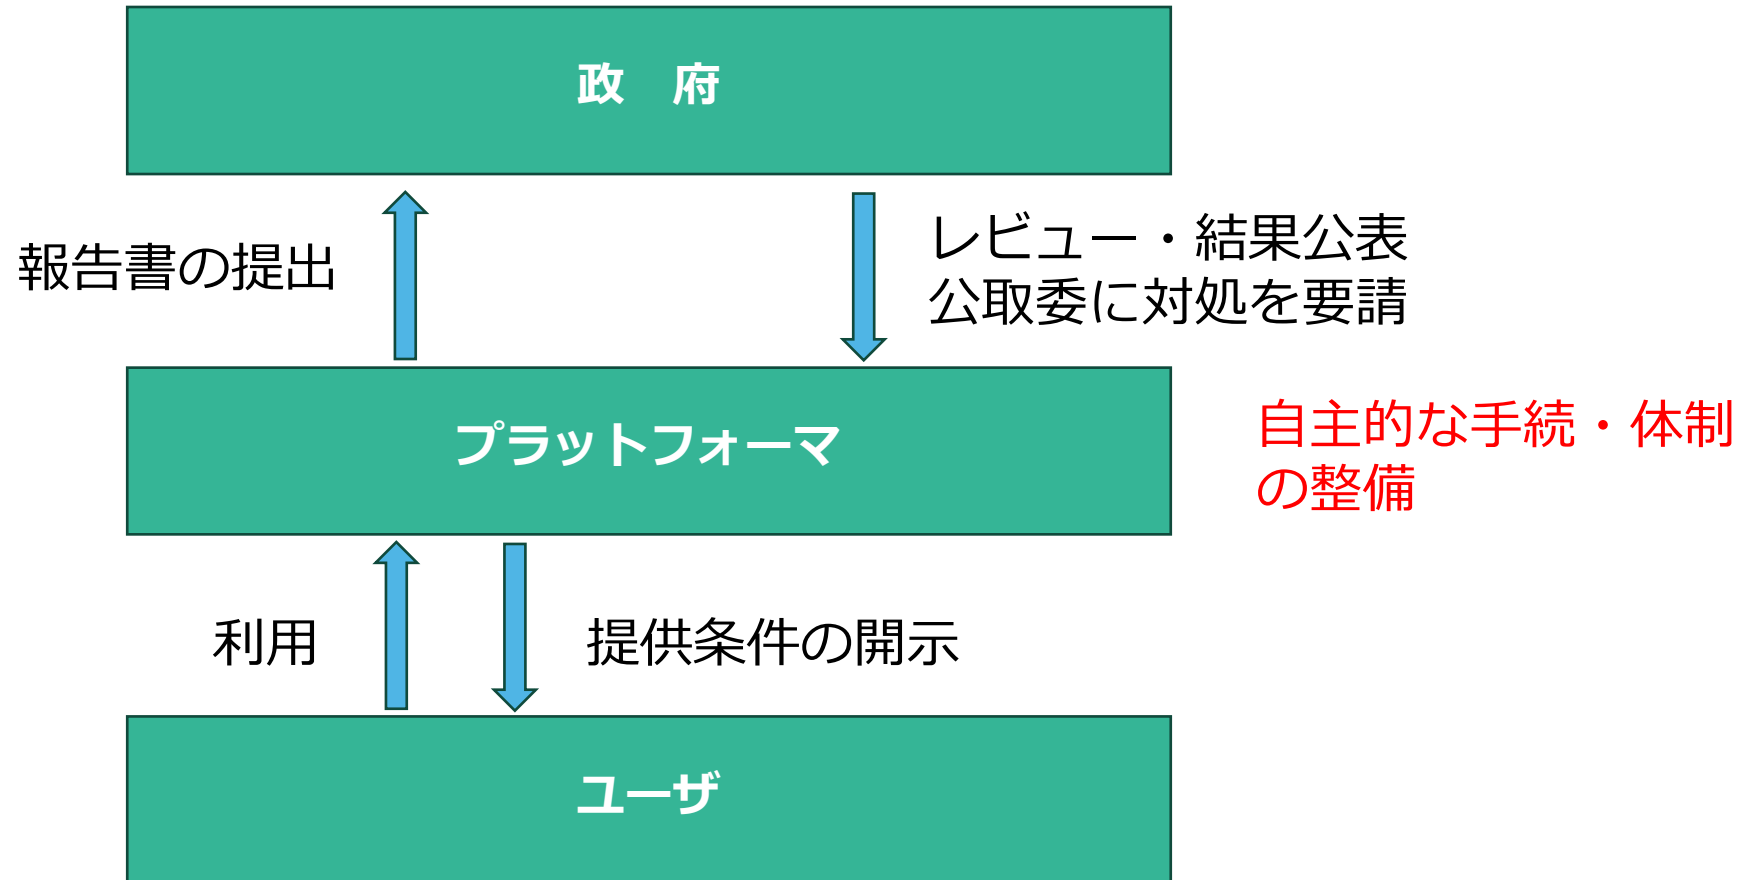 政　府
報告書の提出
レビュー・結果公表
公取委に対処を要請
プラットフォーマ
自主的な手続・体制
の整備
利用
提供条件の開示
ユーザ